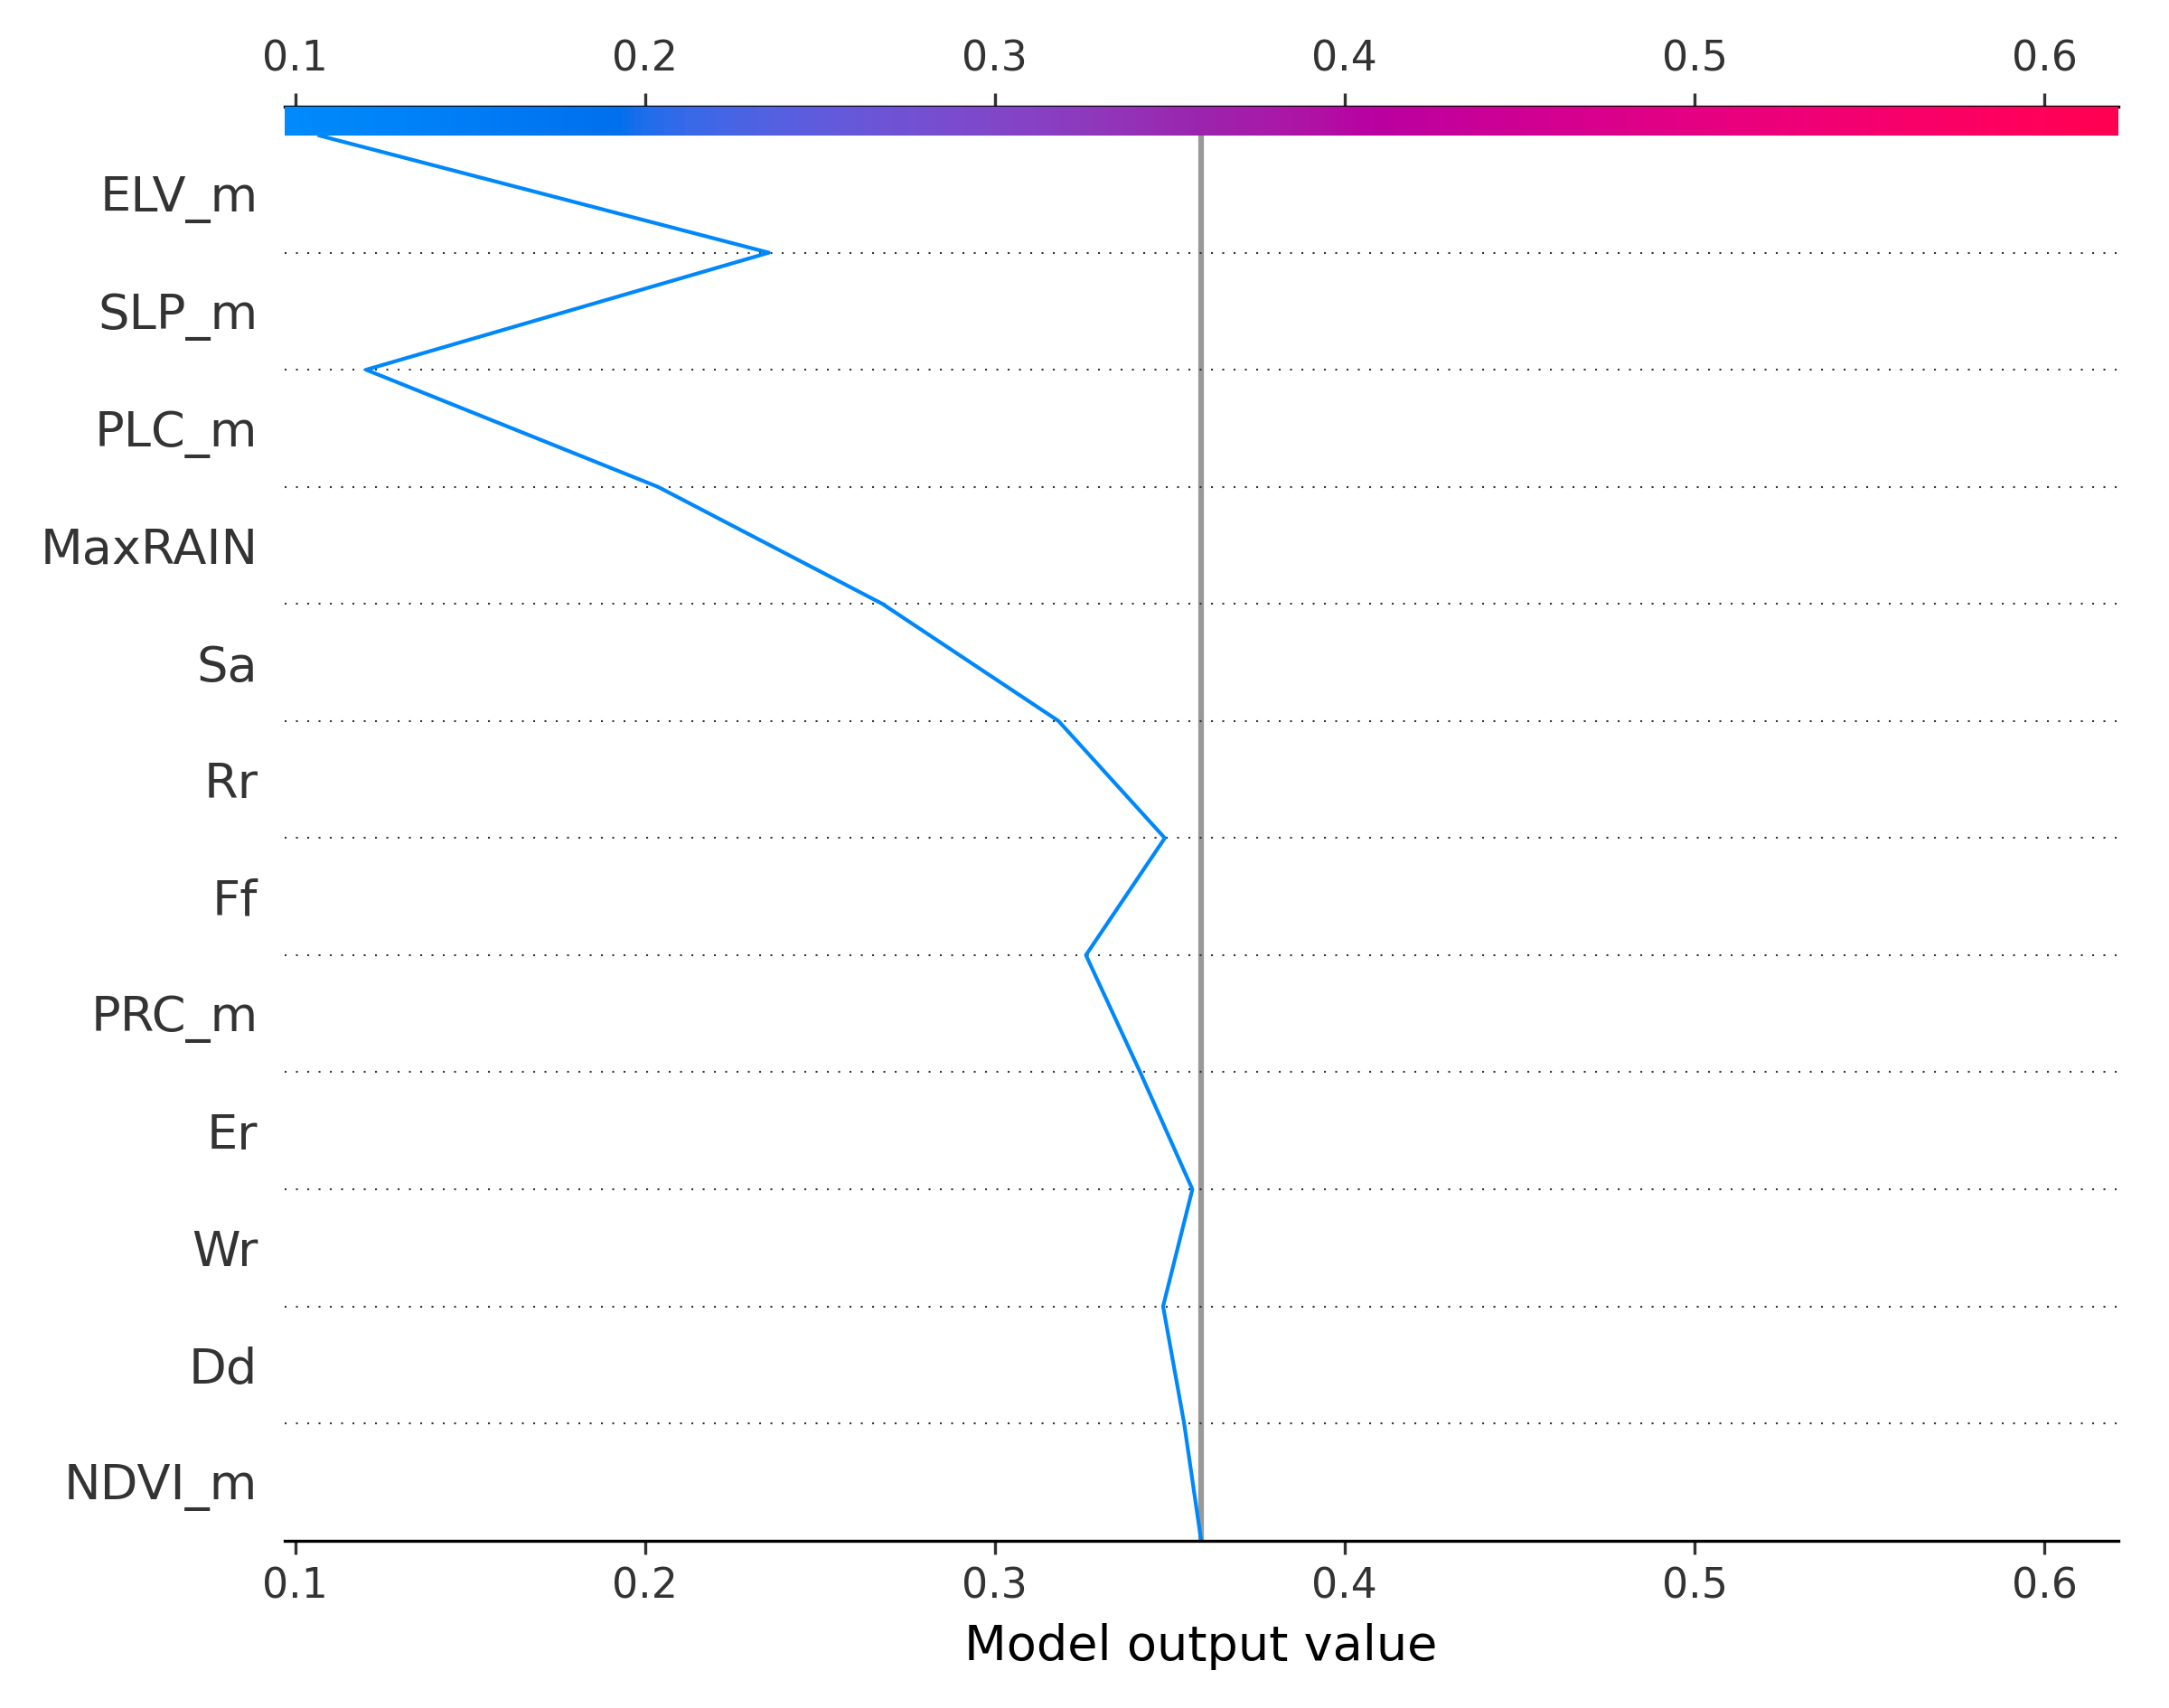 0.1 0.2 0.3 0.4 0.5 0.6
ELV_m
SLP_m
PLC_m
MaxRAIN
Sa
Rr
Ff
PRC_m
Er
Wr
Dd
NDVI_m
0.1 0.2 0.3 0.4 0.5 0.6
Model output value